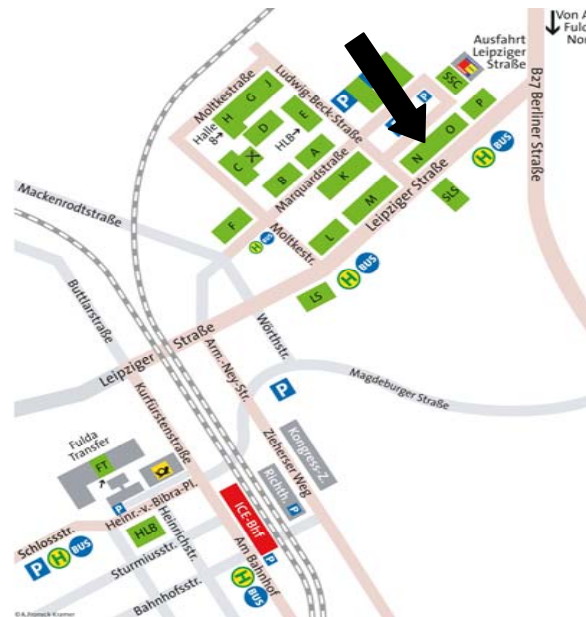 Von A
Fuld
Nor
Ausfahrt
Leipziger
Straße
B27 Berliner Straße
SSC
P
P
P
O
N
P
Ludwig-Beck-Straße
Moltkestraße
J
G
H
Halle
8→
D
E
HLB→
C
A
B
K
Marquardstraße
M
Leipziger Straße
H BUS
SLS
F
H BUS
Moltkestr.
L
H BUS
LS
Mackenrodtstraße
Buttlarstraße
Leipziger Straße
Wörthstr.
Arm.-Ney-Str.
Kurfürstenstraße
P
Magdeburger Straße
Zieherser Weg
Kongress-Z.
Richth.
P
Fulda
Transfer
FT
P
Heinr.-v.-Bibra-Pl.
ICE-Bhf
Schlossstr.
P H BUS
HLB
Heinrichstr.
Sturmiusstr.
Am Bahnhof
P
Bahnhofsstr.
H BUS